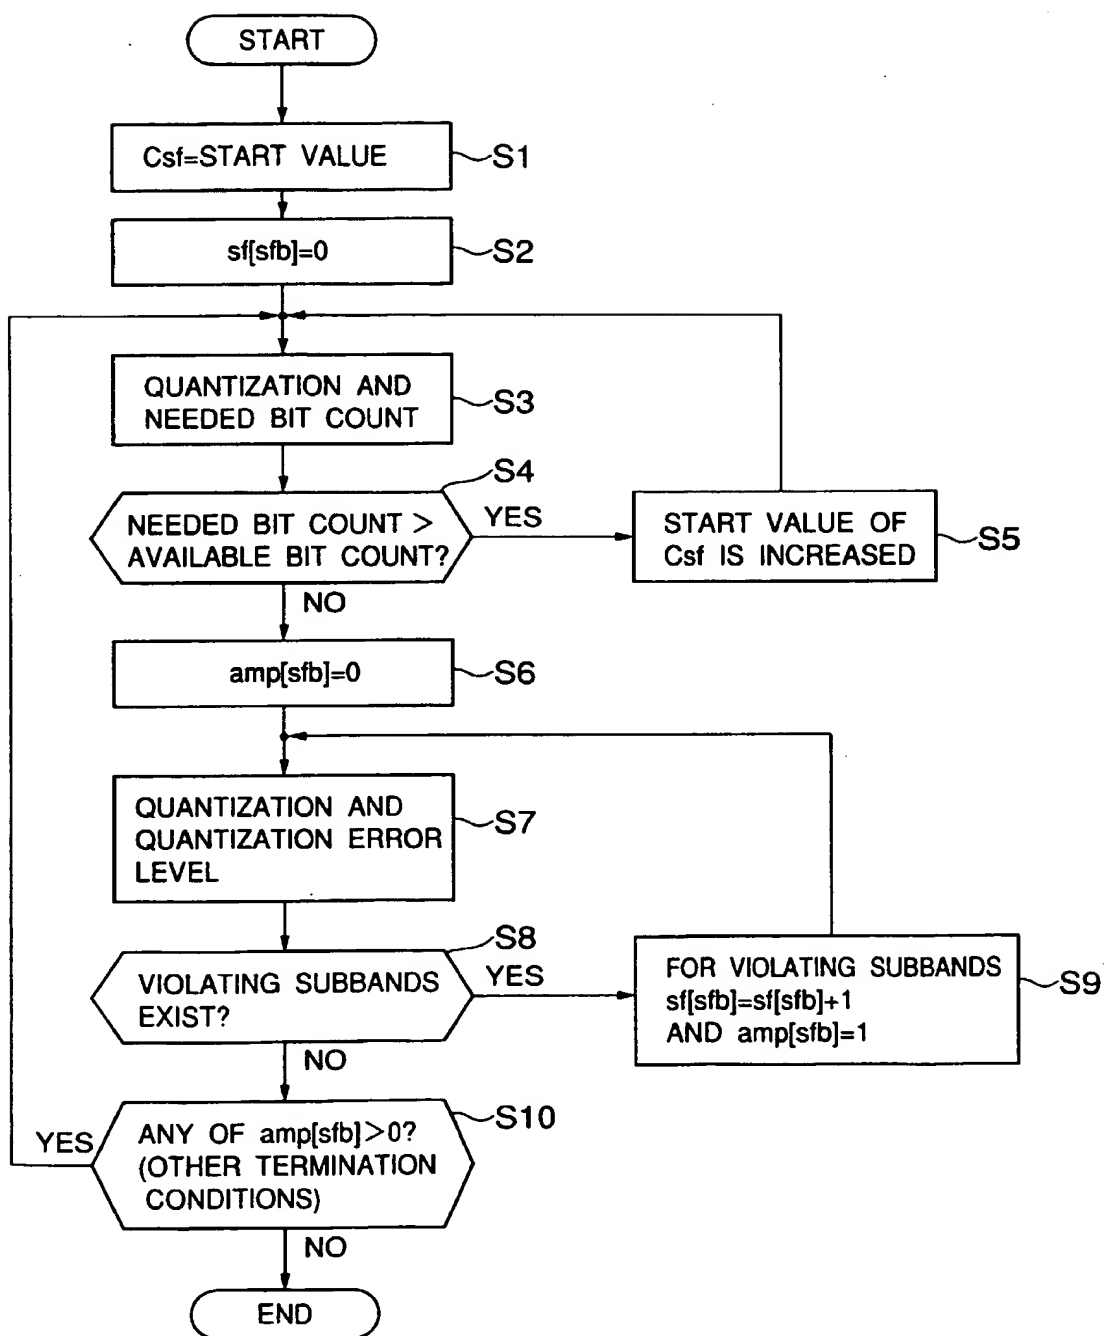 START
Csf=START VALUE
S1
sf[sfb]=0
S2
QUANTIZATION AND
NEEDED BIT COUNT
S3
S4
NEEDED BIT COUNT >
AVAILABLE BIT COUNT?
YES
START VALUE OF
Csf IS INCREASED
S5
NO
amp[sfb]=0
S6
QUANTIZATION AND
QUANTIZATION ERROR
LEVEL
S7
S8
VIOLATING SUBBANDS
EXIST?
YES
FOR VIOLATING SUBBANDS
sf[sfb]=sf[sfb]+1
AND amp[sfb]=1
S9
NO
S10
YES
ANY OF amp[sfb]>0?
(OTHER TERMINATION
CONDITIONS)
NO
END